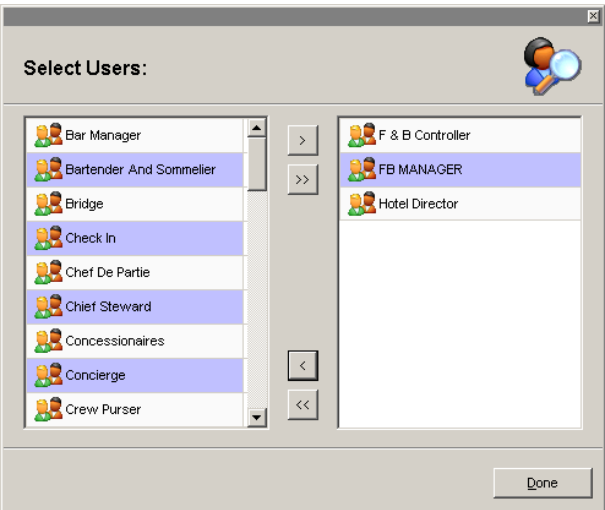 Select Users:
Bar Manager
Bartender And Sommelier
Bridge
Check In
Chef De Partie
Chief Steward
Concessionaires
Concierge
Crew Purser
>
>>
<
<<
F & B Controller
FB MANAGER
Hotel Director
Done